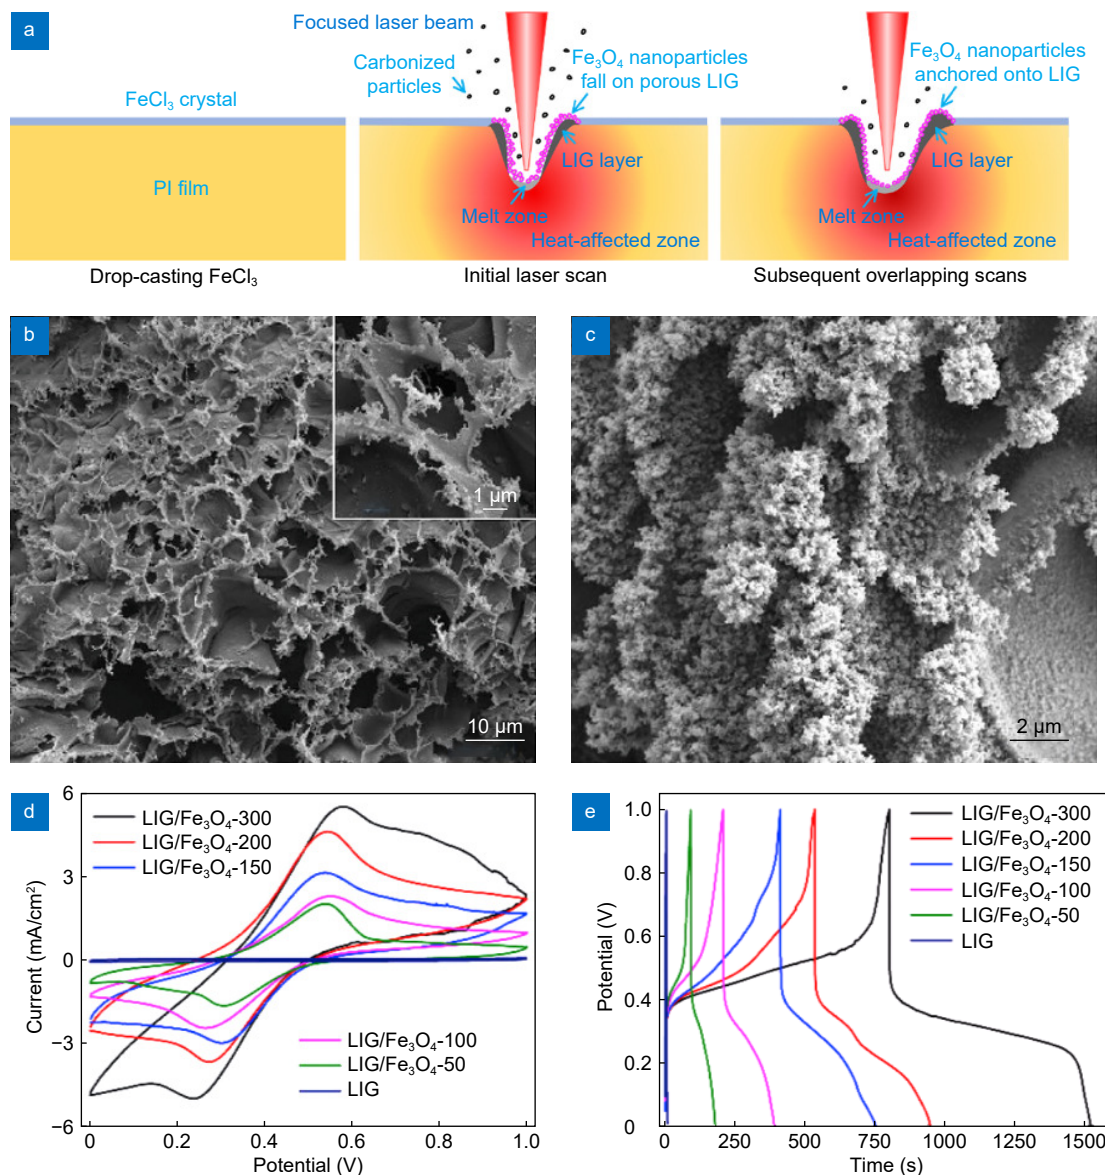 a
Focused laser beam
Carbonized
particles
Fe₃O₄ nanoparticles
fall on porous LIG
Fe₃O₄ nanoparticles
anchored onto LIG
FeCl₃ crystal
PI film
LIG layer
Melt zone
Heat-affected zone
LIG layer
Melt zone
Heat-affected zone
Drop-casting FeCl₃
Initial laser scan
Subsequent overlapping scans
b
1 μm
10 μm
c
2 μm
d
6
3
0
−3
−6
Current (mA/cm²)
LIG/Fe₃O₄-300
LIG/Fe₃O₄-200
LIG/Fe₃O₄-150
LIG/Fe₃O₄-100
LIG/Fe₃O₄-50
LIG
0 0.2 0.4 0.6 0.8 1.0
Potential (V)
e
1.0
0.8
0.6
0.4
0.2
0
Potential (V)
LIG/Fe₃O₄-300
LIG/Fe₃O₄-200
LIG/Fe₃O₄-150
LIG/Fe₃O₄-100
LIG/Fe₃O₄-50
LIG
0 250 500 750 1000 1250 1500
Time (s)